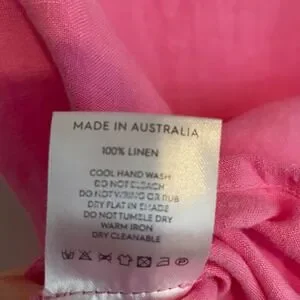 MADE IN AUSTRALIA
100% LINEN
COOL HAND WASH
DO NOT BLEACH
DO NOT WRING OR RUB
DRY FLAT IN SHADE
DO NOT TUMBLE DRY
WARM IRON
DRY CLEANABLE